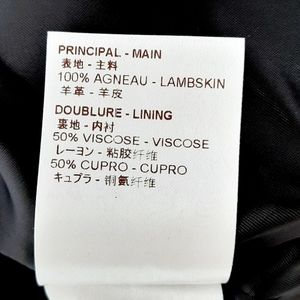 PRINCIPAL - MAIN
表地 - 主料
100% AGNEAU - LAMBSKIN
羊革 - 羊皮
DOUBLURE - LINING
裏地 - 内衬
50% VISCOSE - VISCOSE
レーヨン - 粘胶纤维
50% CUPRO - CUPRO
キュプラ - 铜氨纤维